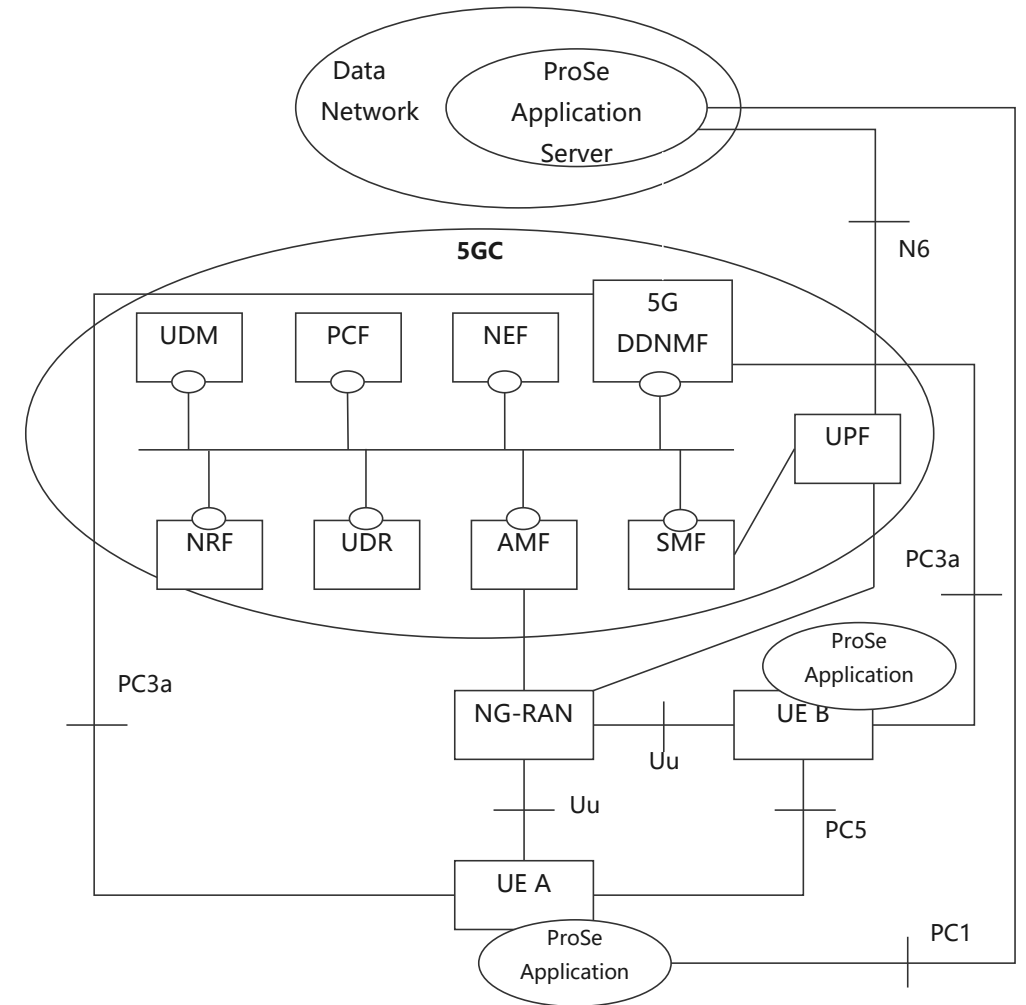 Data
Network
ProSe
Application
Server
5GC
N6
UDM
PCF
NEF
5G
DDNMF
UPF
NRF
UDR
AMF
SMF
PC3a
ProSe
Application
PC3a
NG-RAN
UE B
Uu
Uu
PC5
UE A
ProSe
Application
PC1